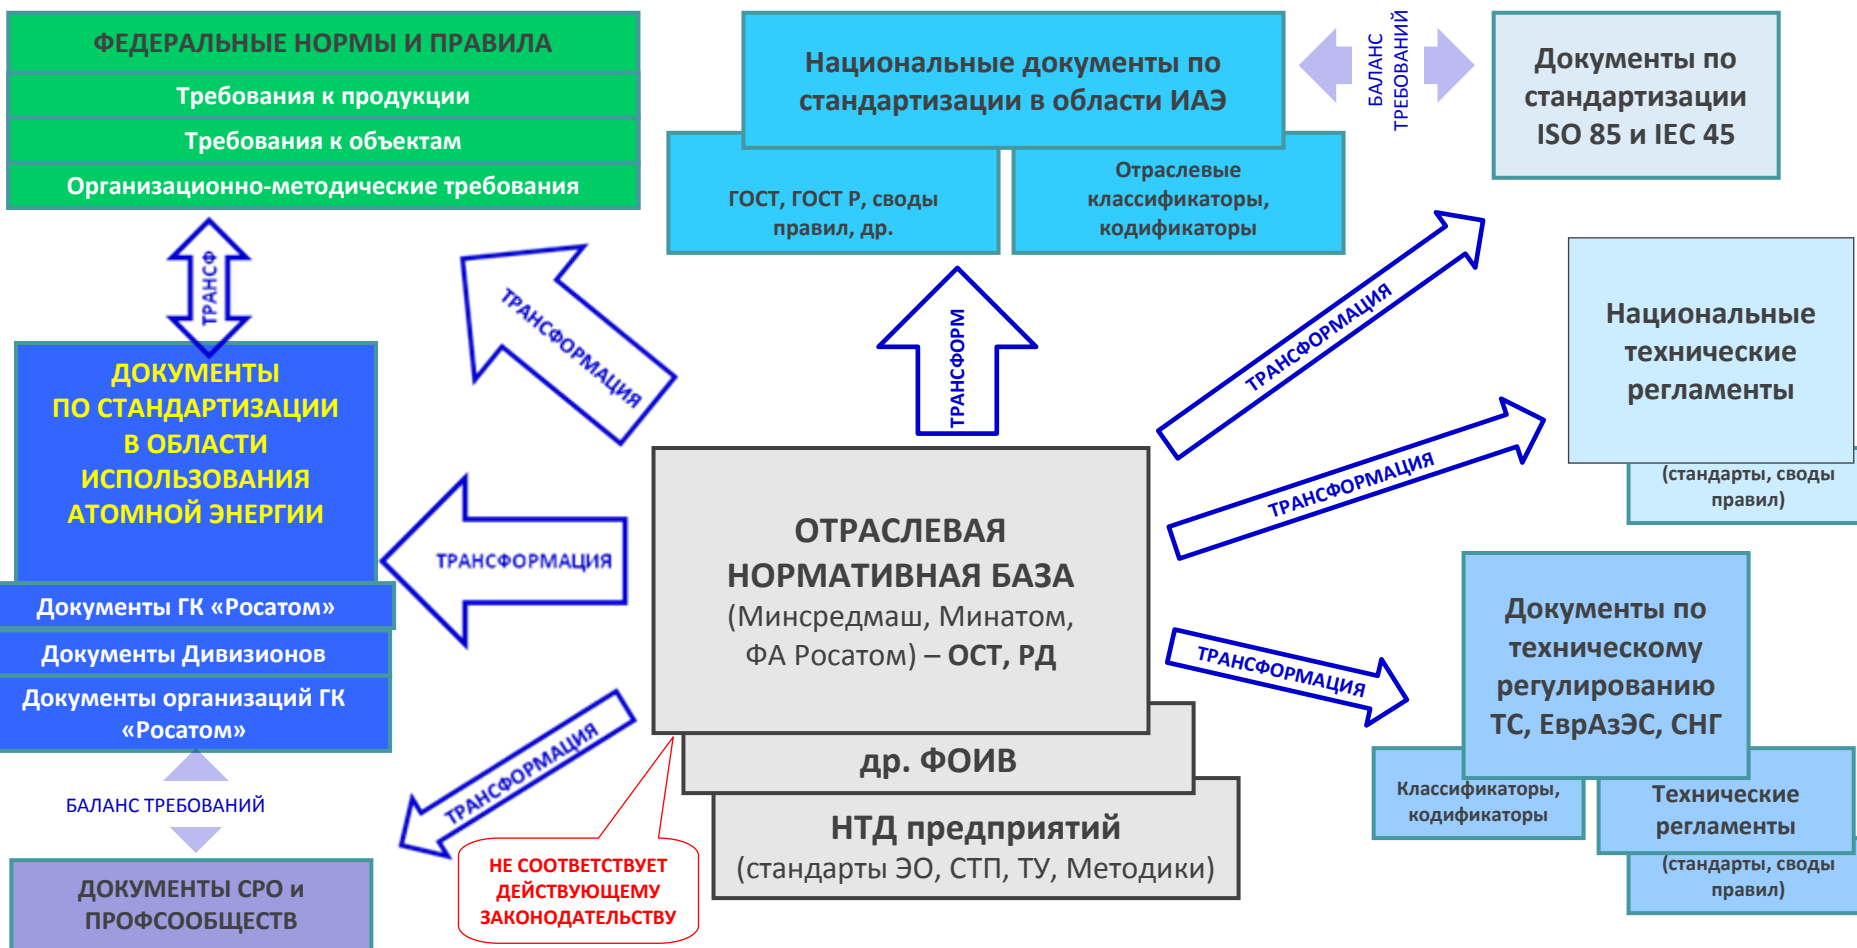 ФЕДЕРАЛЬНЫЕ НОРМЫ И ПРАВИЛА
Требования к продукции
Требования к объектам
Организационно-методические требования
Национальные документы по
стандартизации в области ИАЭ
ГОСТ, ГОСТ Р, своды
правил, др.
Отраслевые
классификаторы,
кодификаторы
БАЛАНС
ТРЕБОВАНИЙ
Документы по
стандартизации
ISO 85 и IEC 45
ТРАНСФ
ТРАНСФОРМАЦИЯ
ТРАНСФОРМ
ТРАНСФОРМАЦИЯ
Национальные
технические
регламенты
(стандарты, своды
правил)
ДОКУМЕНТЫ
ПО СТАНДАРТИЗАЦИИ
В ОБЛАСТИ
ИСПОЛЬЗОВАНИЯ
АТОМНОЙ ЭНЕРГИИ
Документы ГК «Росатом»
Документы Дивизионов
Документы организаций ГК
«Росатом»
ТРАНСФОРМАЦИЯ
ТРАНСФОРМАЦИЯ
ОТРАСЛЕВАЯ
НОРМАТИВНАЯ БАЗА
(Минсредмаш, Минатом,
ФА Росатом) – ОСТ, РД
др. ФОИВ
НТД предприятий
(стандарты ЭО, СТП, ТУ, Методики)
ТРАНСФОРМАЦИЯ
Документы по
техническому
регулированию
ТС, ЕврАзЭС, СНГ
Классификаторы,
кодификаторы
Технические
регламенты
(стандарты, своды
правил)
ТРАНСФОРМАЦИЯ
БАЛАНС ТРЕБОВАНИЙ
ДОКУМЕНТЫ СРО и
ПРОФСООБЩЕСТВ
НЕ СООТВЕТСТВУЕТ
ДЕЙСТВУЮЩЕМУ
ЗАКОНОДАТЕЛЬСТВУ